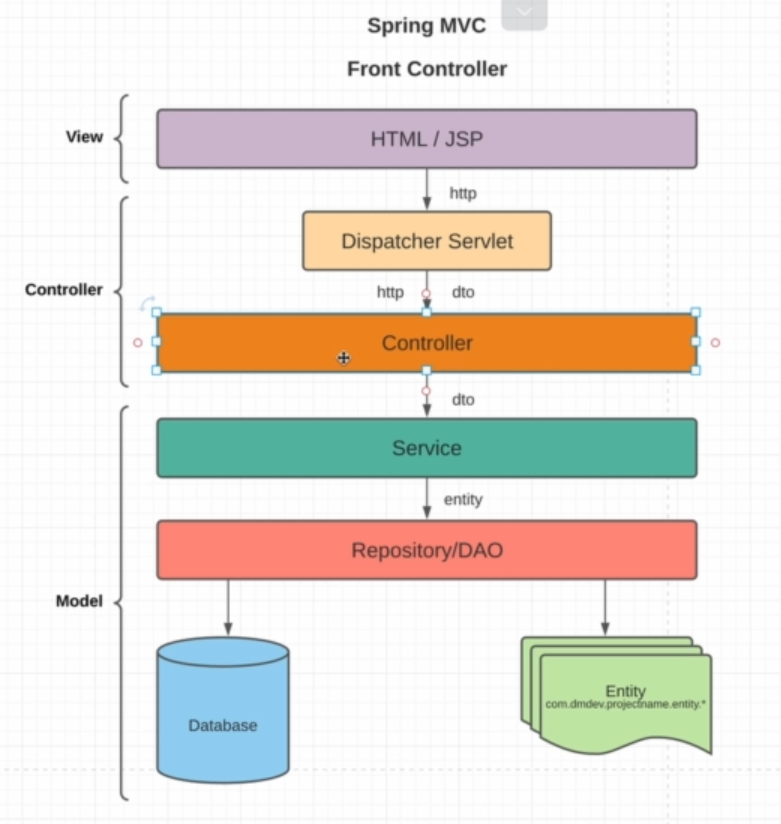 Spring MVC
Front Controller
View
HTML / JSP
http
Dispatcher Servlet
Controller
http
dto
Controller
dto
Service
entity
Repository/DAO
Model
Entity
com.dmdev.projectname.entity.*
Database